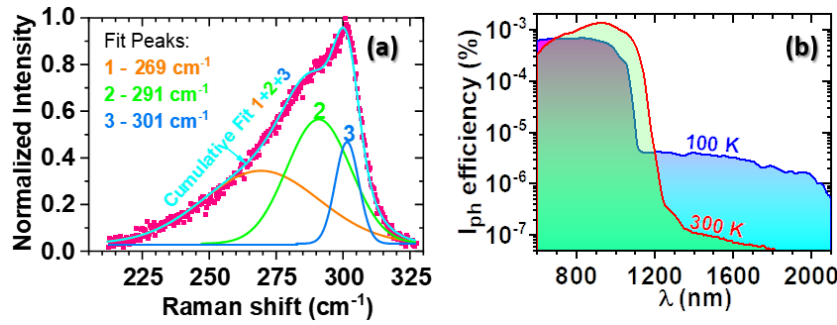 (a)
Fit Peaks:
1 - 269 cm⁻¹
2 - 291 cm⁻¹
3 - 301 cm⁻¹
Cumulative Fit 1+2+3
2
3
Normalized Intensity
1.0
0.8
0.6
0.4
0.2
0.0
225 250 275 300 325
Raman shift (cm⁻¹)
(b)
I_ph efficiency (%)
10⁻³
10⁻⁴
10⁻⁵
10⁻⁶
10⁻⁷
100 K
300 K
800 1200 1600 2000
λ (nm)